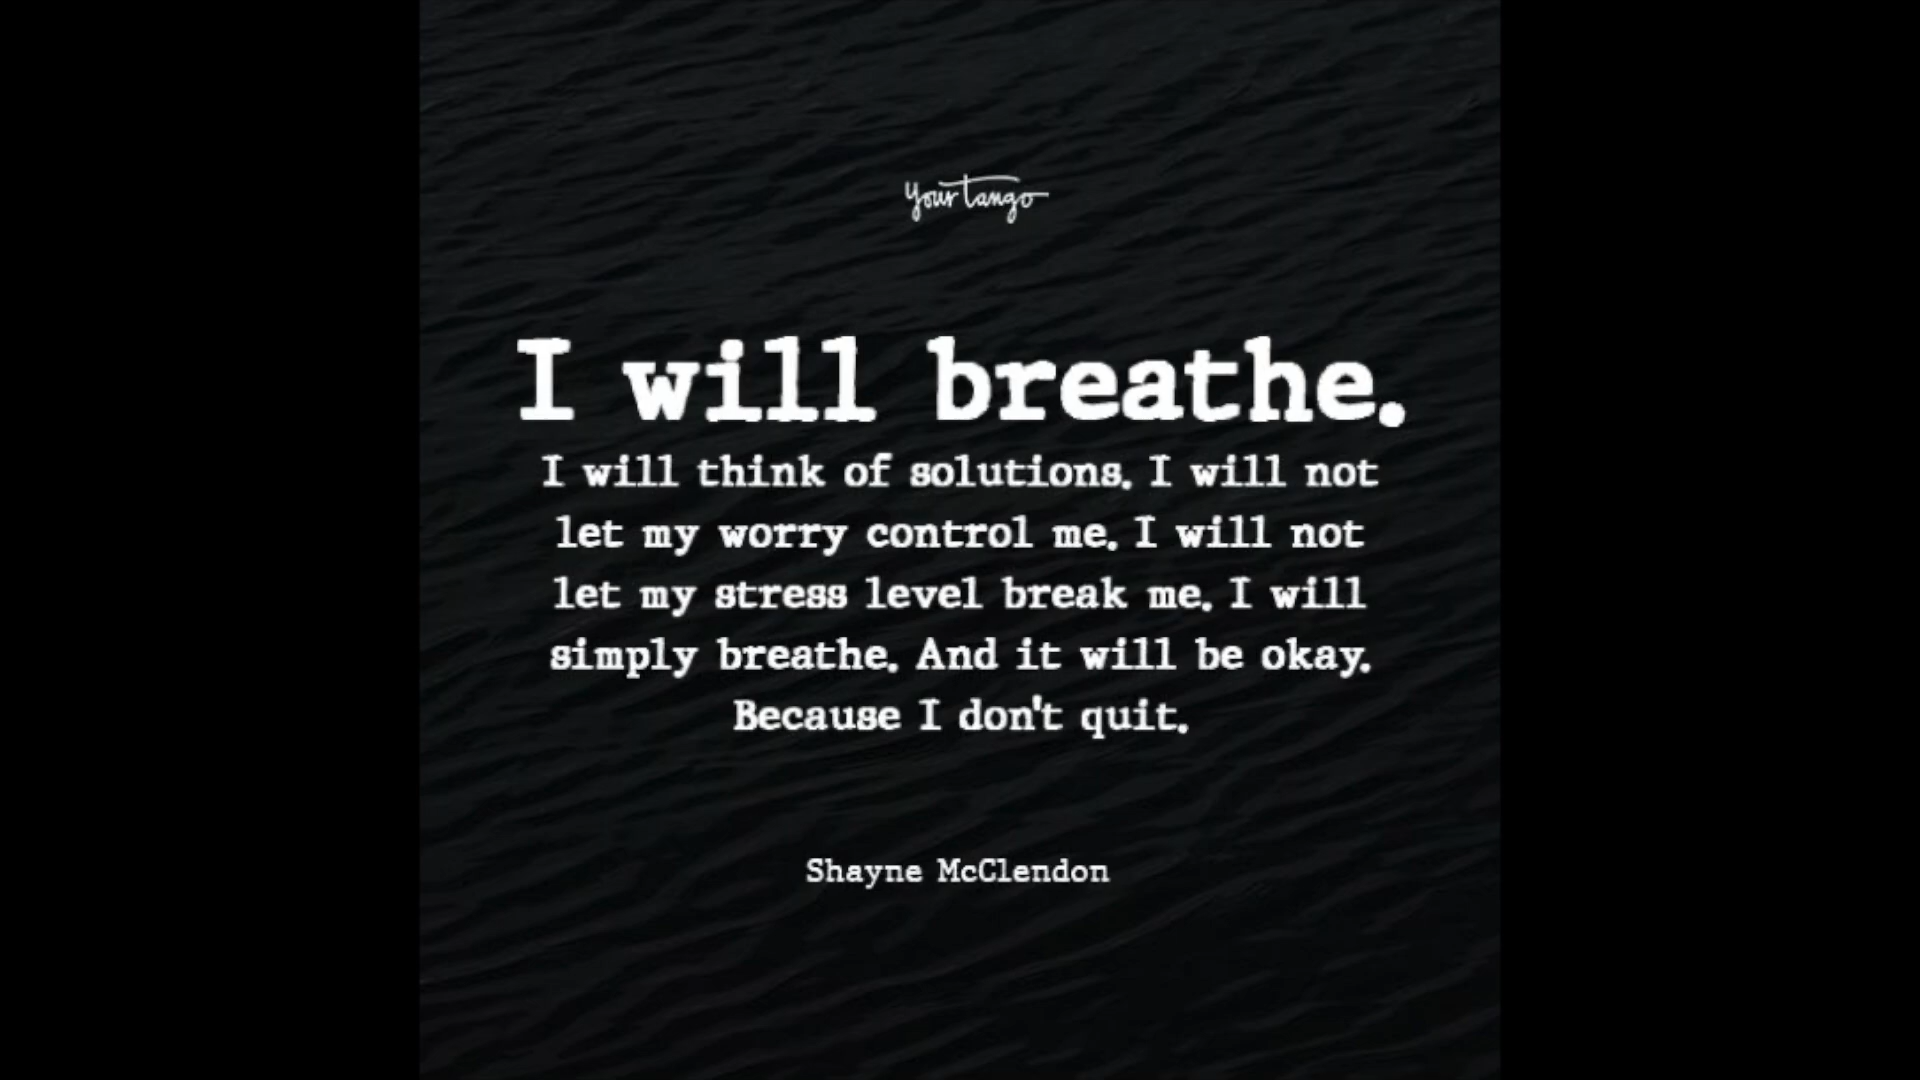 yourtango
I will breathe.
I will think of solutions. I will not
let my worry control me. I will not
let my stress level break me. I will
simply breathe. And it will be okay.
Because I don't quit.
Shayne McClendon